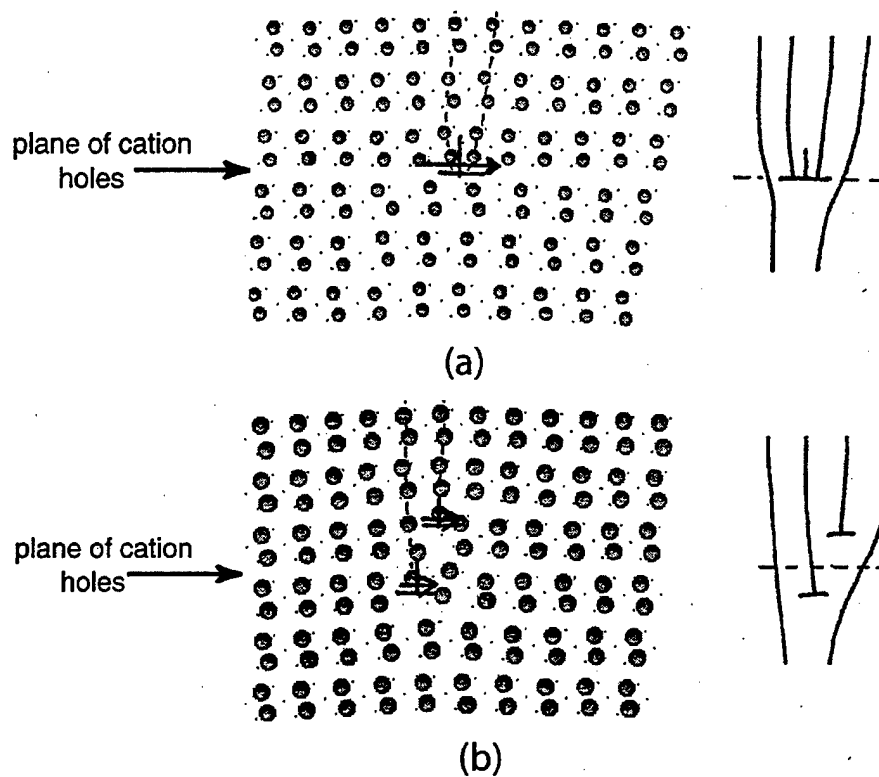 plane of cation
holes
(a)
plane of cation
holes
(b)